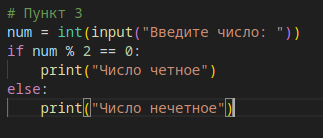 # Пункт 3
num = int(input("Введите число: "))
if num % 2 == 0:
    print("Число четное")
else:
    print("Число нечетное")